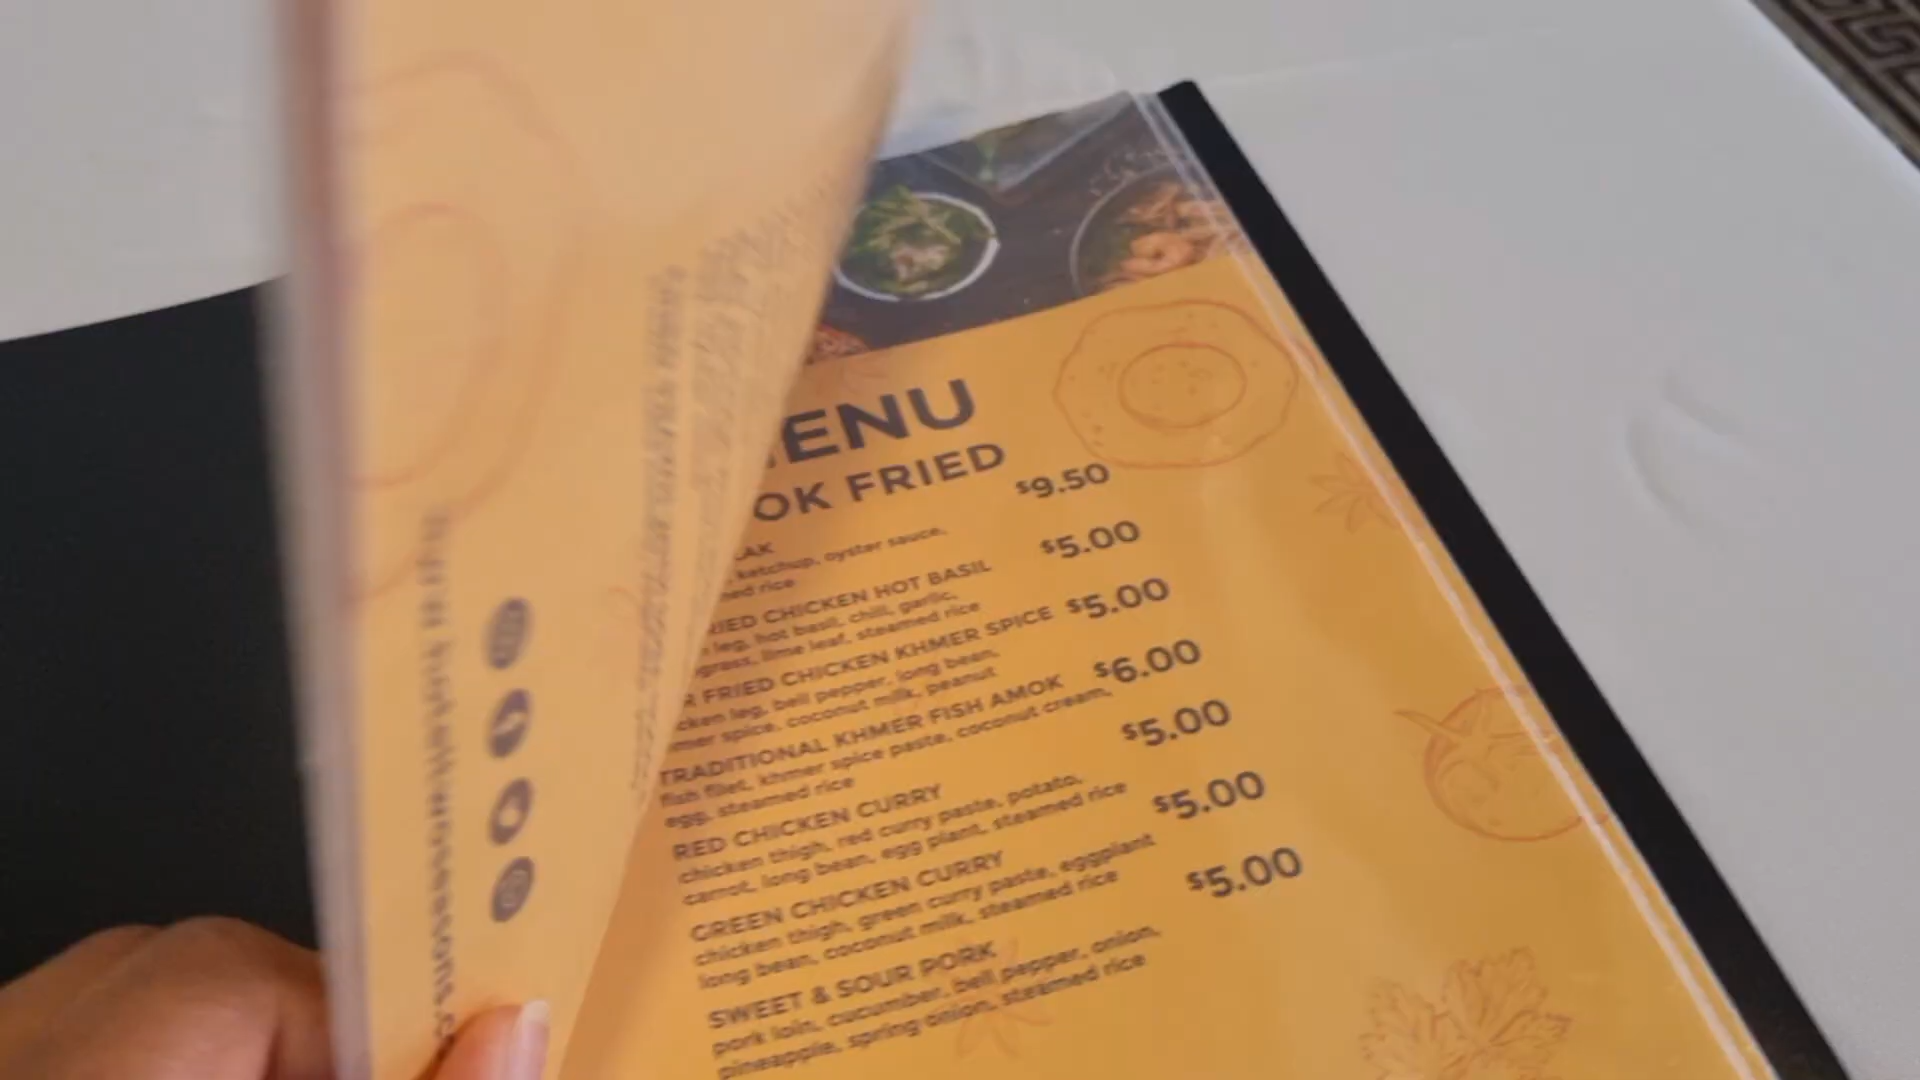 ENU
OK FRIED
$9.50
LAK
ketchup, oyster sauce,
rice
$5.00
IED CHICKEN HOT BASIL
leg, hot basil, chili, garlic,
grass, lime leaf, steamed rice
$5.00
R FRIED CHICKEN KHMER SPICE
cken leg, bell pepper, long bean,
mer spice, coconut milk, peanut
$6.00
TRADITIONAL KHMER FISH AMOK
fish filet, khmer spice paste, coconut cream,
egg, steamed rice
$5.00
RED CHICKEN CURRY
chicken thigh, red curry paste, potato,
carrot, long bean, egg plant, steamed rice
$5.00
GREEN CHICKEN CURRY
chicken thigh, green curry paste, eggplant
long bean, coconut milk, steamed rice
$5.00
SWEET & SOUR PORK
pork loin, cucumber, bell pepper, onion,
pineapple, spring onion, steamed rice